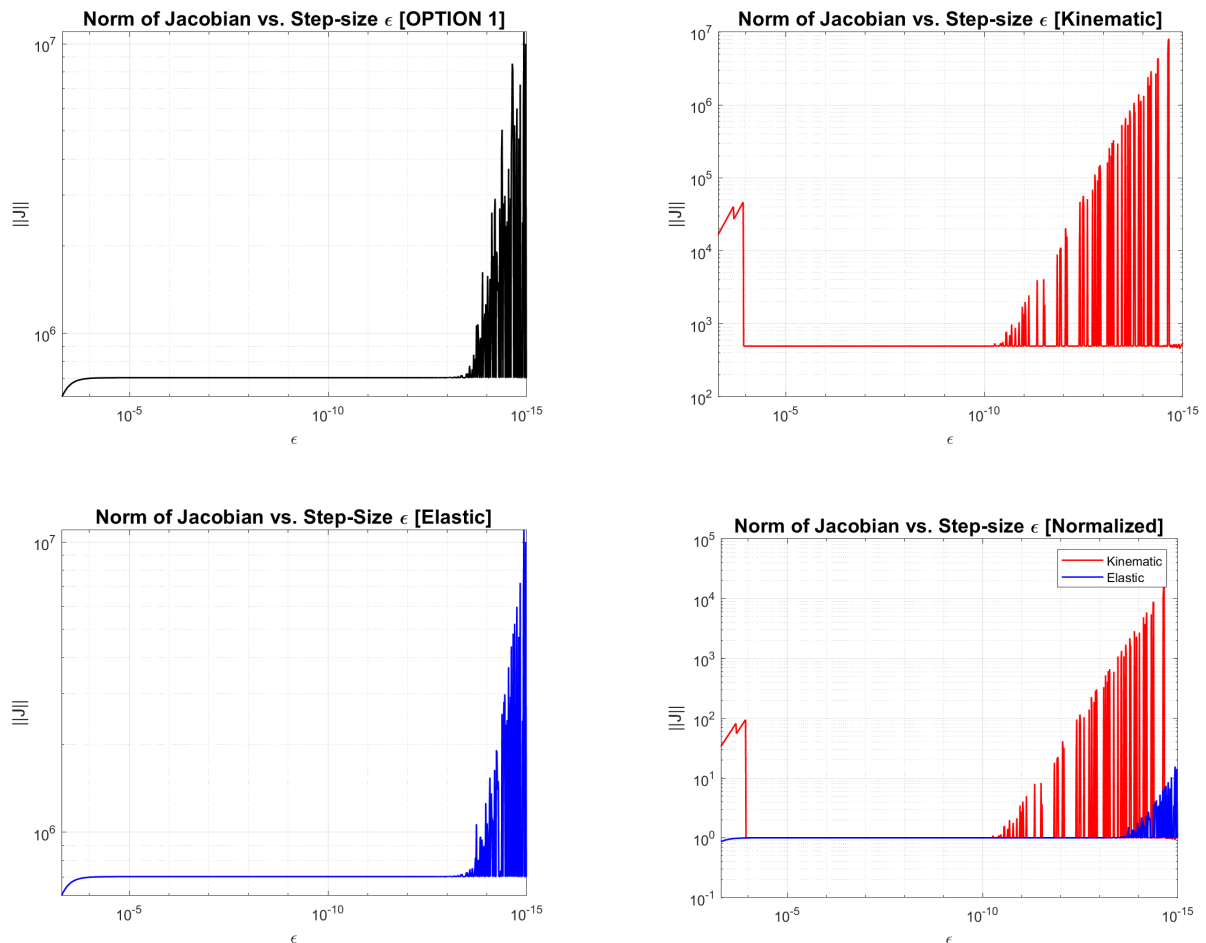 Norm of Jacobian vs. Step-size ϵ [OPTION 1]
10^7
10^6
||J||
10^-5
10^-10
10^-15
ϵ
Norm of Jacobian vs. Step-size ϵ [Kinematic]
10^7
10^6
10^5
10^4
10^3
10^2
||J||
10^-5
10^-10
10^-15
ϵ
Norm of Jacobian vs. Step-Size ϵ [Elastic]
10^7
10^6
||J||
10^-5
10^-10
10^-15
ϵ
Norm of Jacobian vs. Step-size ϵ [Normalized]
10^5
10^4
10^3
10^2
10^1
10^0
10^-1
||J||
Kinematic
Elastic
10^-5
10^-10
10^-15
ϵ